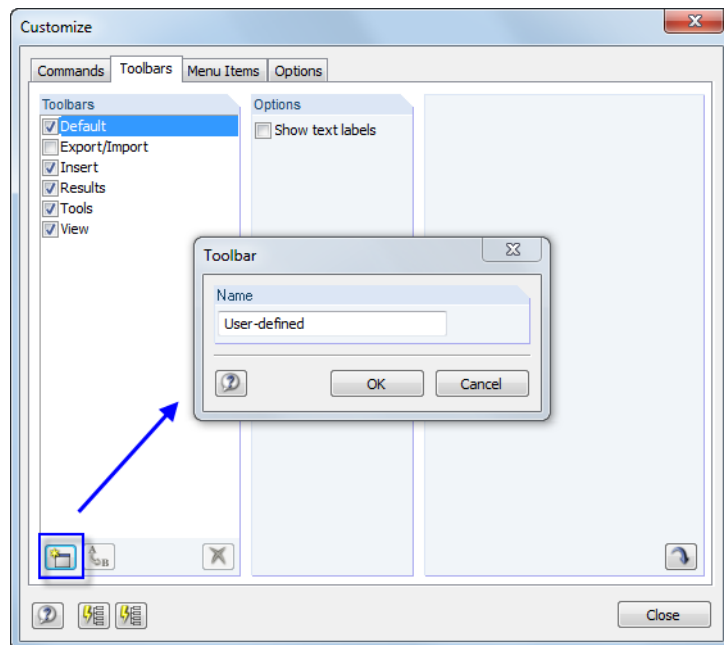 Customize
Commands Toolbars Menu Items Options
Toolbars
Default
Export/Import
Insert
Results
Tools
View
Options
Show text labels
Toolbar
Name
User-defined
OK Cancel
A
B
Close